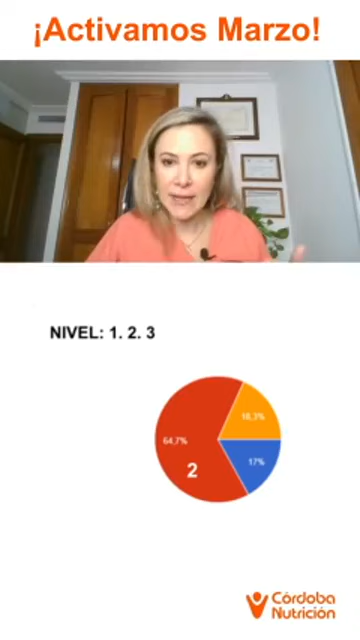 ¡Activamos Marzo!
NIVEL: 1. 2. 3
18,3%
64,7%
17%
2
Córdoba
Nutrición